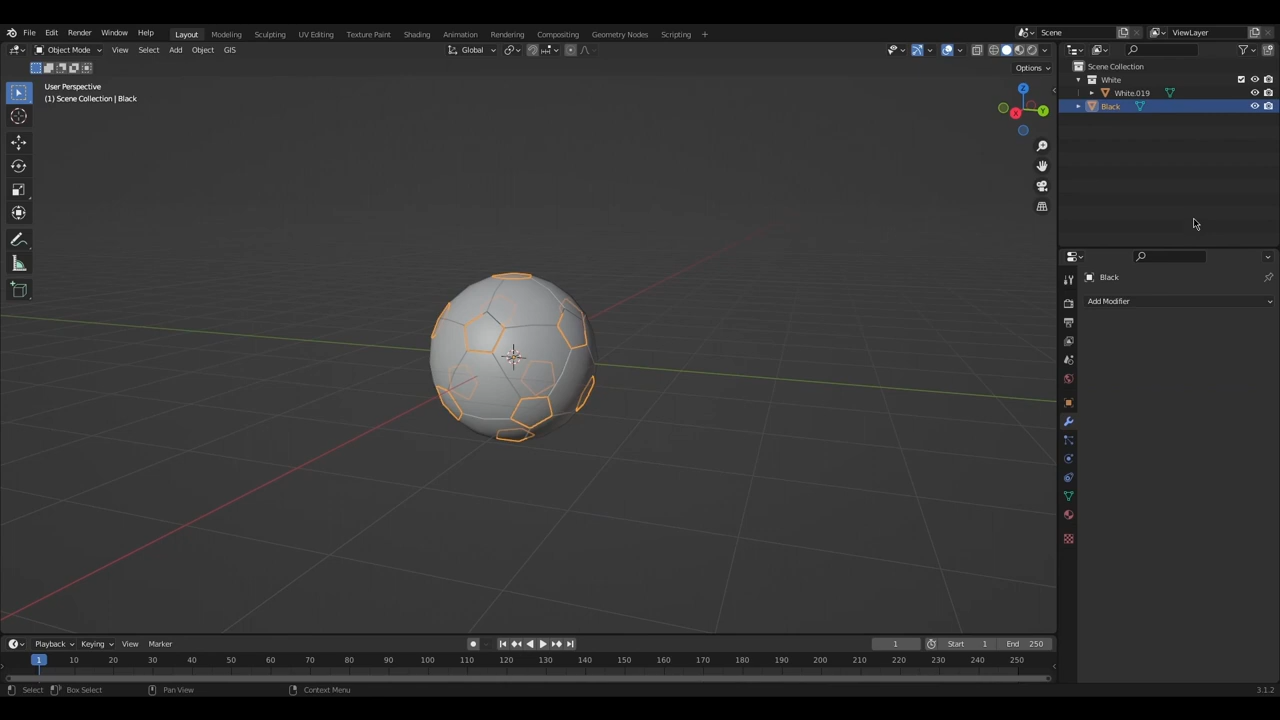 File Edit Render Window Help
Layout Modeling Sculpting UV Editing Texture Paint Shading Animation Rendering Compositing Geometry Nodes Scripting
Scene
ViewLayer
Object Mode View Select Add Object GIS
Global
Options
User Perspective
(1) Scene Collection | Black
Z
Y
X
Scene Collection
White
White.019
Black
Black
Add Modifier
Playback Keying View Marker
1
Start 1
End 250
1 10 20 30 40 50 60 70 80 90 100 110 120 130 140 150 160 170 180 190 200 210 220 230 240 250
Select Box Select Pan View Context Menu
3.1.2